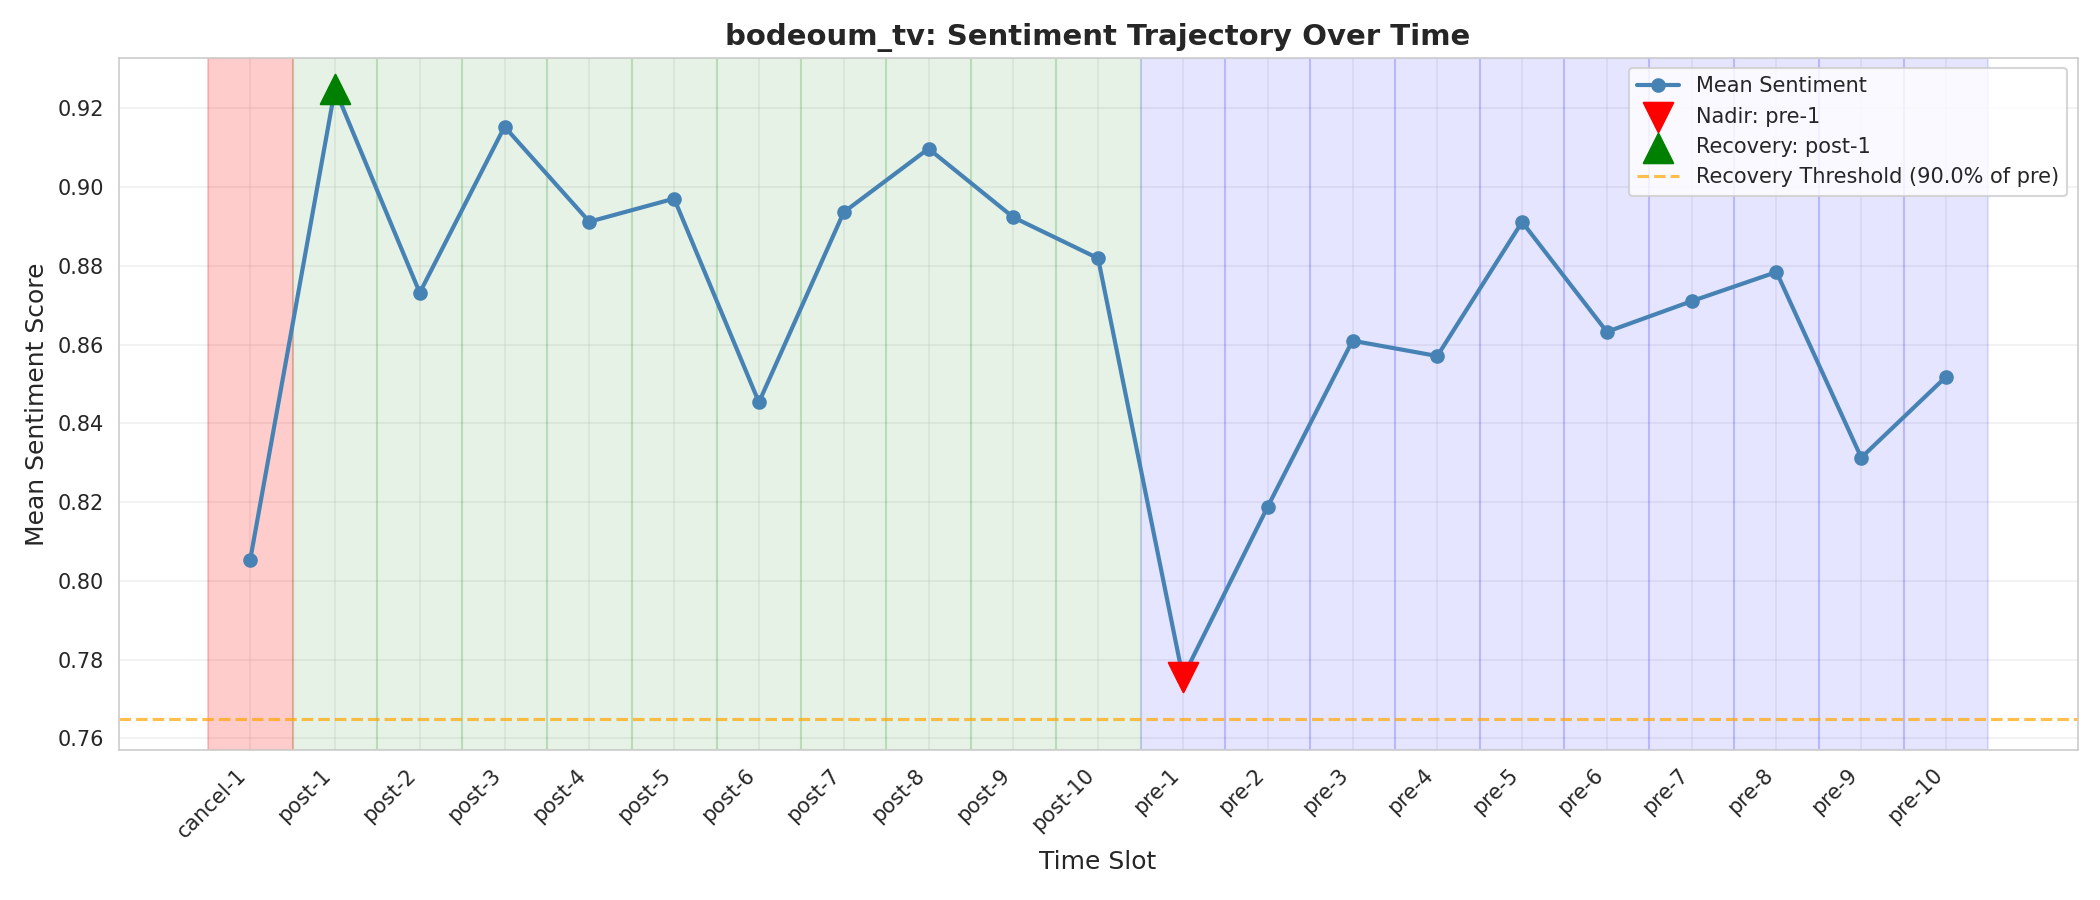 bodeoum_tv: Sentiment Trajectory Over Time
Mean Sentiment
Nadir: pre-1
Recovery: post-1
Recovery Threshold (90.0% of pre)
Mean Sentiment Score
0.92
0.90
0.88
0.86
0.84
0.82
0.80
0.78
0.76
cancel-1
post-1
post-2
post-3
post-4
post-5
post-6
post-7
post-8
post-9
post-10
pre-1
pre-2
pre-3
pre-4
pre-5
pre-6
pre-7
pre-8
pre-9
pre-10
Time Slot